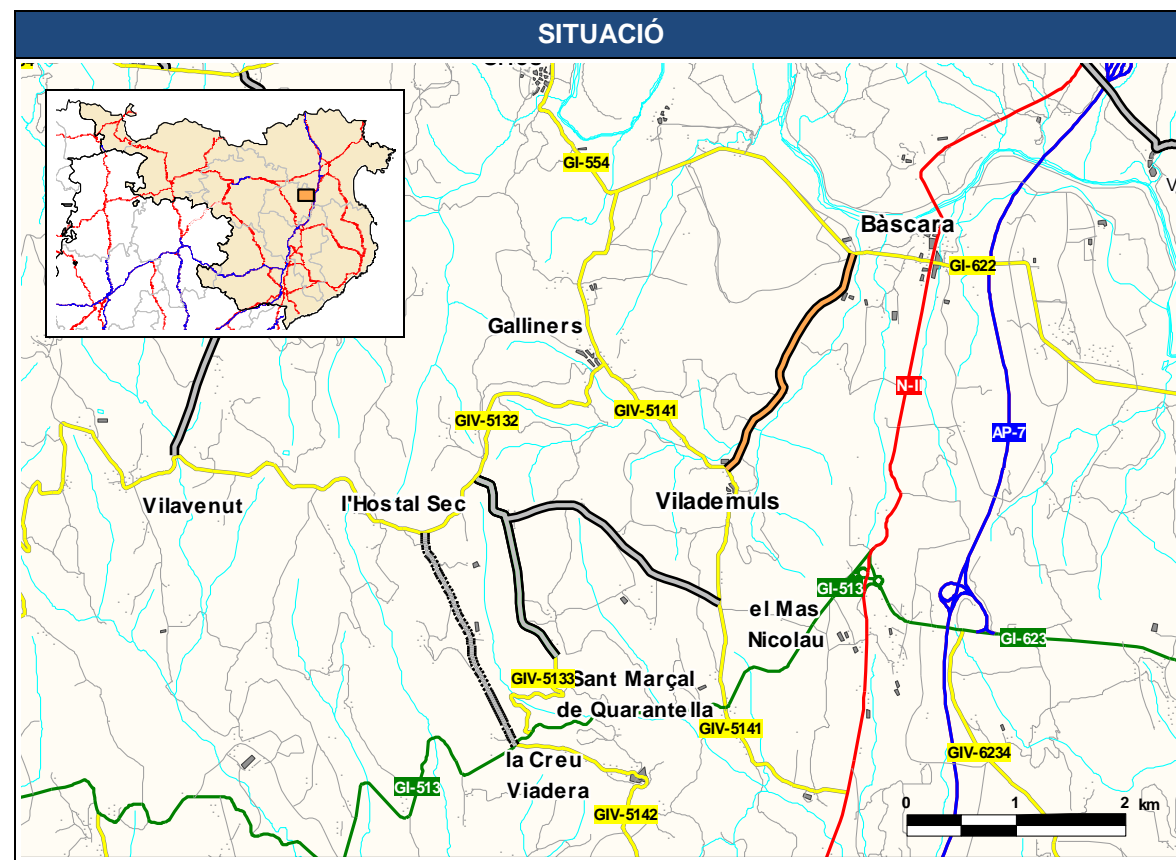 SITUACIÓ
GI-554
Bàscara
GI-622
Galliners
N-II
GIV-5132
GIV-5141
AP-7
Vilavenut
l'Hostal Sec
Vilademuls
GI-513
el Mas
Nicolau
GI-623
GIV-5133
Sant Marçal
de Quarantella
GIV-5141
la Creu
Viadera
GIV-6234
GI-513
GIV-5142
0 1 2 km